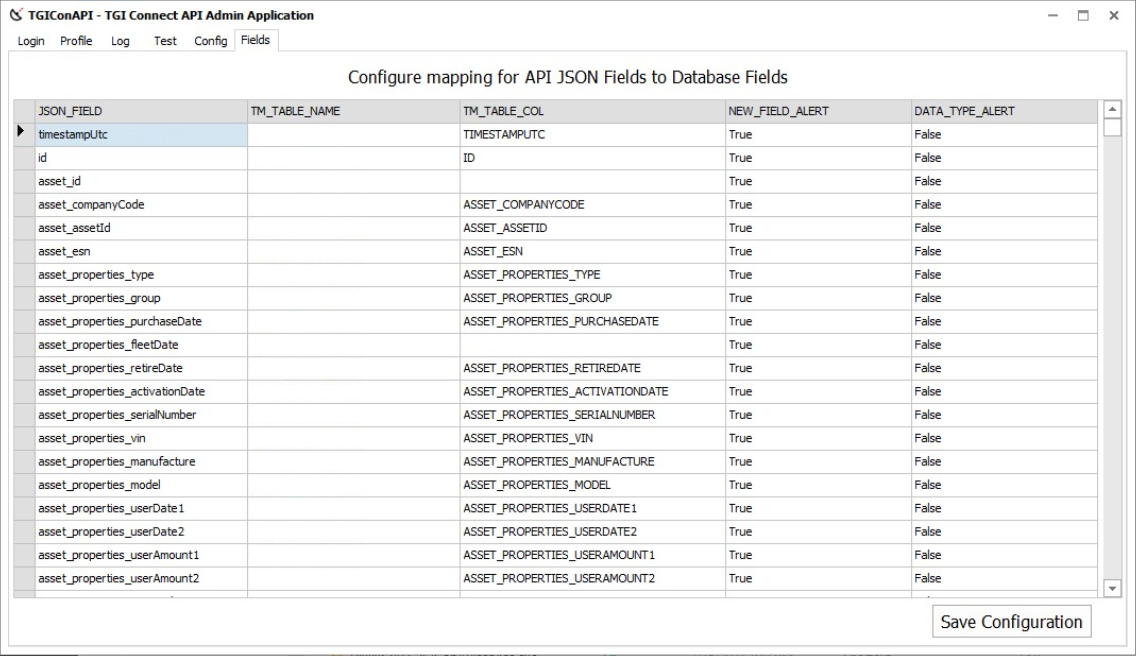 TGIConAPI - TGI Connect API Admin Application
Login Profile Log Test Config Fields
Configure mapping for API JSON Fields to Database Fields
JSON_FIELD TM_TABLE_NAME TM_TABLE_COL NEW_FIELD_ALERT DATA_TYPE_ALERT
timestampUtc TIMESTAMPUTC True False
id ID True False
asset_id True False
asset_companyCode ASSET_COMPANYCODE True False
asset_assetId ASSET_ASSETID True False
asset_esn ASSET_ESN True False
asset_properties_type ASSET_PROPERTIES_TYPE True False
asset_properties_group ASSET_PROPERTIES_GROUP True False
asset_properties_purchaseDate ASSET_PROPERTIES_PURCHASEDATE True False
asset_properties_fleetDate True False
asset_properties_retireDate ASSET_PROPERTIES_RETIREDATE True False
asset_properties_activationDate ASSET_PROPERTIES_ACTIVATIONDATE True False
asset_properties_serialNumber ASSET_PROPERTIES_SERIALNUMBER True False
asset_properties_vin ASSET_PROPERTIES_VIN True False
asset_properties_manufacture ASSET_PROPERTIES_MANUFACTURE True False
asset_properties_model ASSET_PROPERTIES_MODEL True False
asset_properties_userDate1 ASSET_PROPERTIES_USERDATE1 True False
asset_properties_userDate2 ASSET_PROPERTIES_USERDATE2 True False
asset_properties_userAmount1 ASSET_PROPERTIES_USERAMOUNT1 True False
asset_properties_userAmount2 ASSET_PROPERTIES_USERAMOUNT2 True False
Save Configuration